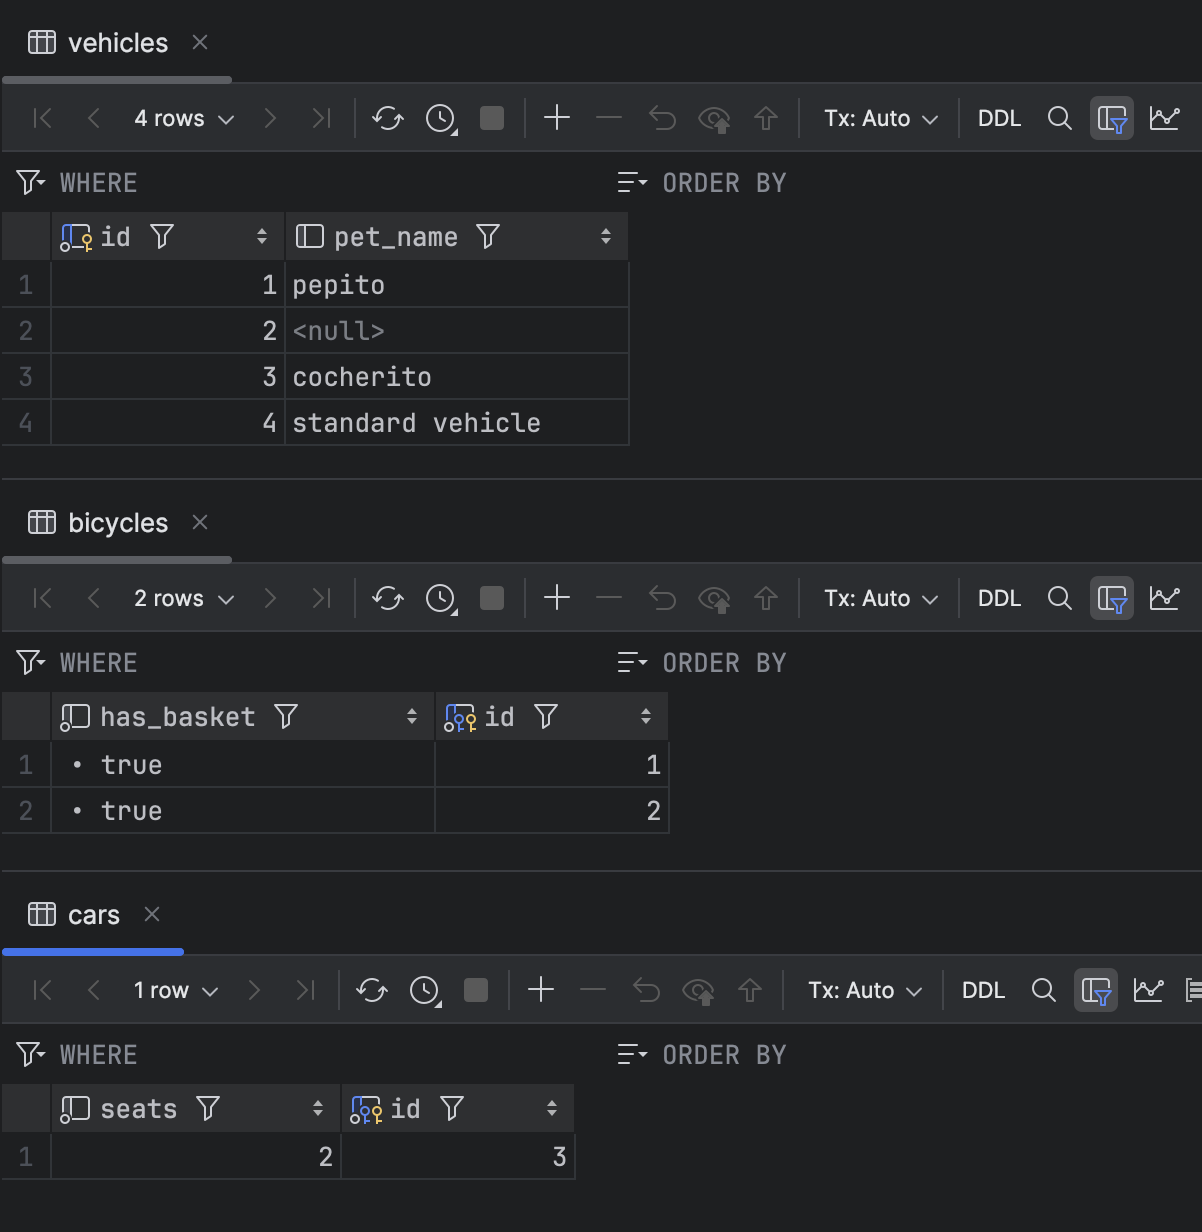 vehicles
4 rows Tx: Auto DDL
WHERE ORDER BY
id pet_name
1 1 pepito
2 2 <null>
3 3 cocherito
4 4 standard vehicle
bicycles
2 rows Tx: Auto DDL
WHERE ORDER BY
has_basket id
1 • true 1
2 • true 2
cars
1 row Tx: Auto DDL
WHERE ORDER BY
seats id
1 2 3